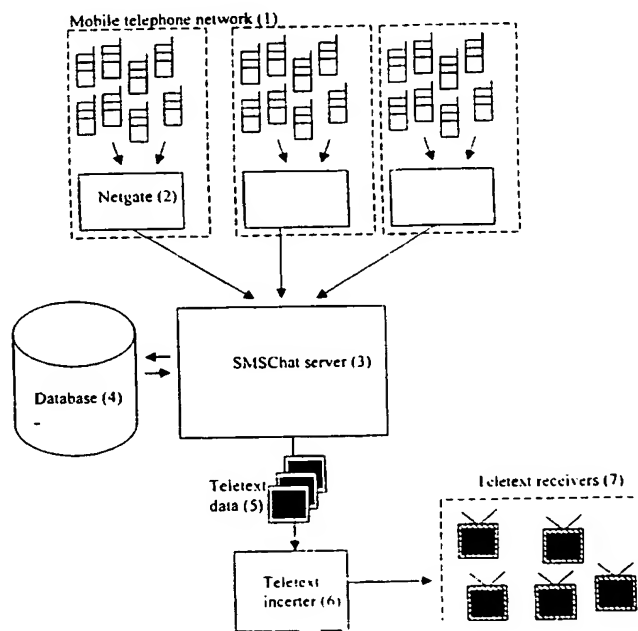 Mobile telephone network (1)
Netgate (2)
SMSChat server (3)
Database (4)
Teletext
data (5)
Teletext receivers (7)
Teletext
incerter (6)